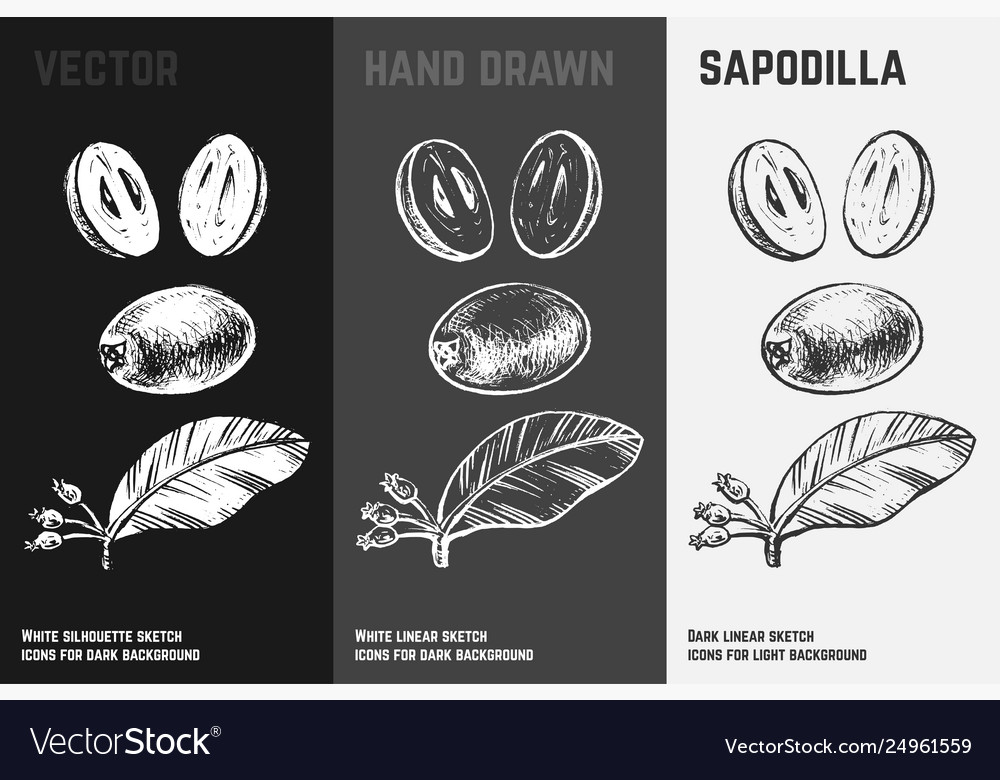 VECTOR
HAND DRAWN
SAPODILLA
WHITE SILHOUETTE SKETCH
ICONS FOR DARK BACKGROUND
WHITE LINEAR SKETCH
ICONS FOR DARK BACKGROUND
DARK LINEAR SKETCH
ICONS FOR LIGHT BACKGROUND
VectorStock®
VectorStock.com/24961559